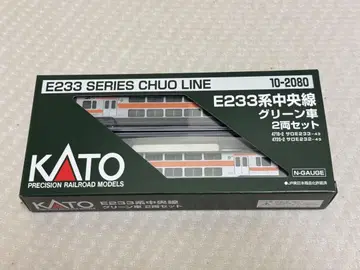 E233 SERIES CHUO LINE
10-2080
E233系中央線
グリーン車
2両セット
KATO
PRECISION RAILROAD MODELS
N-GAUGE
E233系中央線
グリーン車 2両セット